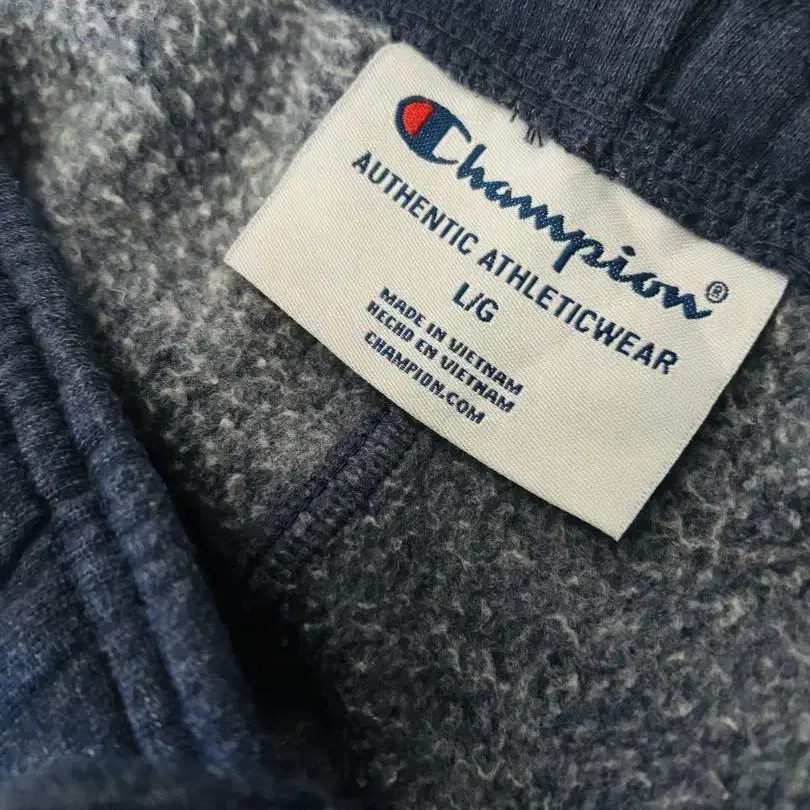 Champion®
AUTHENTIC ATHLETICWEAR
L/G
MADE IN VIETNAM
HECHO EN VIETNAM
CHAMPION.COM